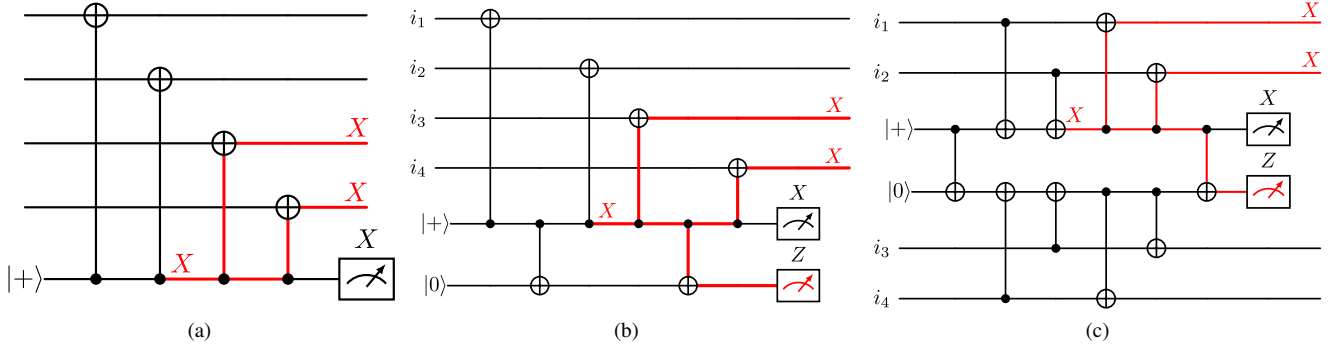 X
X
X
|+⟩
X
(a)
i₁
i₂
i₃
X
i₄
X
X
|+⟩
X
Z
|0⟩
(b)
i₁
X
i₂
X
|+⟩
X
X
|0⟩
Z
i₃
i₄
(c)